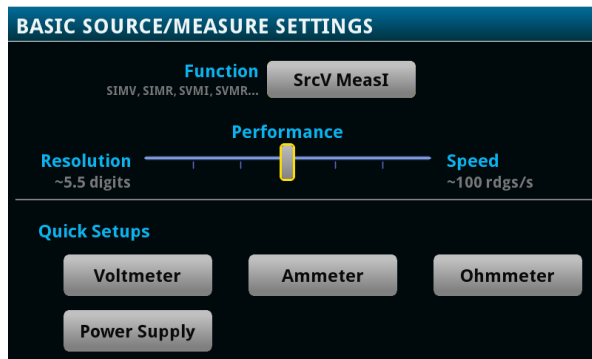 BASIC SOURCE/MEASURE SETTINGS
Function
SIMV, SIMR, SVMI, SVMR...
SrcV MeasI
Performance
Resolution
~5.5 digits
Speed
~100 rdgs/s
Quick Setups
Voltmeter
Ammeter
Ohmmeter
Power Supply